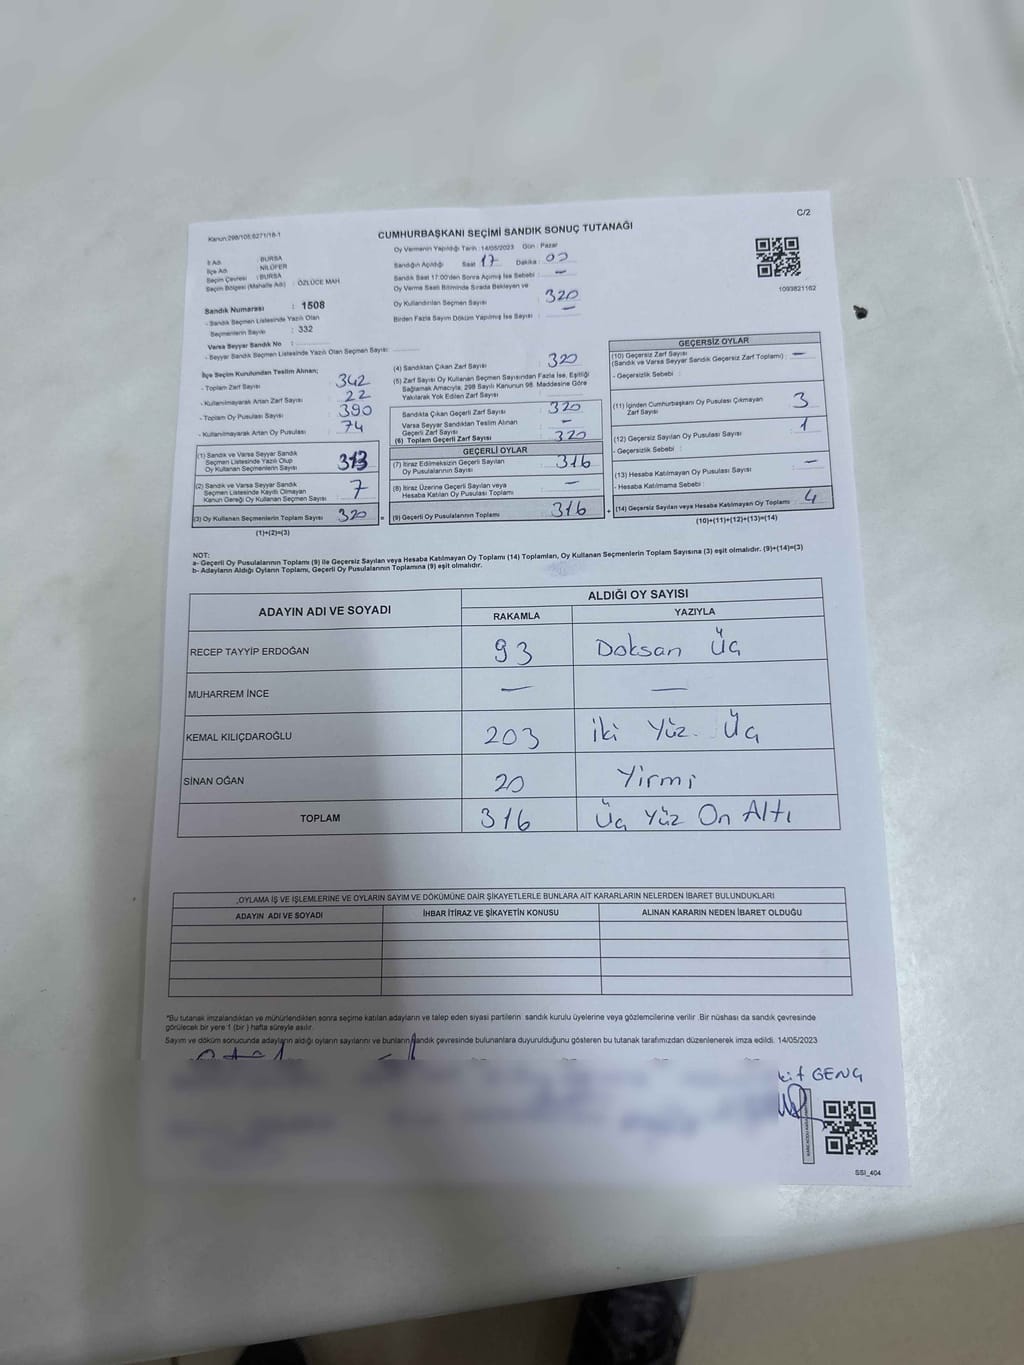 C/2
Kanun:298/105;6271/18-1
CUMHURBAŞKANI SEÇİMİ SANDIK SONUÇ TUTANAĞI
Oy Vermenin Yapıldığı Tarih : 14/05/2023 Gün : Pazar
İl Adı : BURSA
İlçe Adı : NİLÜFER
Seçim Çevresi : BURSA
Seçim Bölgesi (Mahalle Adı) : ÖZLÜCE MAH
Sandığın Açıldığı Saat : 17 Dakika : 00
Sandık Saat 17:00'den Sonra Açılmış İse Sebebi : —
Oy Verme Saati Bitiminde Sırada Bekleyen ve
Oy Kullandırılan Seçmen Sayısı : 320
Birden Fazla Sayım Döküm Yapılmış İse Sayısı : —
1093821162
Sandık Numarası : 1508
- Sandık Seçmen Listesinde Yazılı Olan
Seçmenlerin Sayısı : 332
Varsa Seyyar Sandık No :
- Seyyar Sandık Seçmen Listesinde Yazılı Olan Seçmen Sayısı :
İlçe Seçim Kurulundan Teslim Alınan;
- Toplam Zarf Sayısı 342
- Kullanılmayarak Artan Zarf Sayısı 22
- Toplam Oy Pusulası Sayısı 390
- Kullanılmayarak Artan Oy Pusulası 74
(1) Sandık ve Varsa Seyyar Sandık
Seçmen Listesinde Yazılı Olup
Oy Kullanan Seçmenlerin Sayısı 313
(2) Sandık ve Varsa Seyyar Sandık
Seçmen Listesinde Kayıtlı Olmayan
Kanun Gereği Oy Kullanan Seçmen Sayısı 7
(3) Oy Kullanan Seçmenlerin Toplam Sayısı 320
(1)+(2)=(3)
(4) Sandıktan Çıkan Zarf Sayısı : 320
(5) Zarf Sayısı Oy Kullanan Seçmen Sayısından Fazla İse, Eşitliği
Sağlamak Amacıyla, 298 Sayılı Kanunun 98. Maddesine Göre
Yakılarak Yok Edilen Zarf Sayısı :
Sandıkta Çıkan Geçerli Zarf Sayısı : 320
Varsa Seyyar Sandıktan Teslim Alınan
Geçerli Zarf Sayısı : —
(6) Toplam Geçerli Zarf Sayısı : 320
GEÇERLİ OYLAR
(7) İtiraz Edilmeksizin Geçerli Sayılan
Oy Pusulalarının Sayısı : 316
(8) İtiraz Üzerine Geçerli Sayılan veya
Hesaba Katılan Oy Pusulası Toplamı : —
= (9) Geçerli Oy Pusulalarının Toplamı : 316
GEÇERSİZ OYLAR
(10) Geçersiz Zarf Sayısı
(Sandık ve Varsa Seyyar Sandık Geçersiz Zarf Toplamı) : —
- Geçersizlik Sebebi :
(11) İçinden Cumhurbaşkanı Oy Pusulası Çıkmayan
Zarf Sayısı : 3
(12) Geçersiz Sayılan Oy Pusulası Sayısı : 1
- Geçersizlik Sebebi :
(13) Hesaba Katılmayan Oy Pusulası Sayısı : —
- Hesaba Katılmama Sebebi :
+ (14) Geçersiz Sayılan veya Hesaba Katılmayan Oy Toplamı : 4
(10)+(11)+(12)+(13)=(14)
NOT:
a- Geçerli Oy Pusulalarının Toplamı (9) ile Geçersiz Sayılan veya Hesaba Katılmayan Oy Toplamı (14) Toplamları, Oy Kullanan Seçmenlerin Toplam Sayısına (3) eşit olmalıdır. (9)+(14)=(3)
b- Adayların Aldığı Oyların Toplamı, Geçerli Oy Pusulalarının Toplamına (9) eşit olmalıdır.
ADAYIN ADI VE SOYADI
ALDIĞI OY SAYISI
RAKAMLA YAZIYLA
RECEP TAYYİP ERDOĞAN 93 Doksan Üç
MUHARREM İNCE — —
KEMAL KILIÇDAROĞLU 203 İki Yüz. Üç
SİNAN OĞAN 20 Yirmi
TOPLAM 316 Üç Yüz On Altı
OYLAMA İŞ VE İŞLEMLERİNE VE OYLARIN SAYIM VE DÖKÜMÜNE DAİR ŞİKAYETLERLE BUNLARA AİT KARARLARIN NELERDEN İBARET BULUNDUKLARI
ADAYIN ADI VE SOYADI İHBAR İTİRAZ VE ŞİKAYETİN KONUSU ALINAN KARARIN NEDEN İBARET OLDUĞU
"Bu tutanak imzalandıktan ve mühürlendikten sonra seçime katılan adayların ve talep eden siyasi partilerin sandık kurulu üyelerine veya gözlemcilerine verilir. Bir nüshası da sandık çevresinde
görülecek bir yere 1 (bir ) hafta süreyle asılır.
Sayım ve döküm sonucunda adayların aldığı oyların sayılarını ve bunların sandık çevresinde bulunanlara duyurulduğunu gösteren bu tutanak tarafımızdan düzenlenerek imza edildi. 14/05/2023
GENÇ
SSI_404